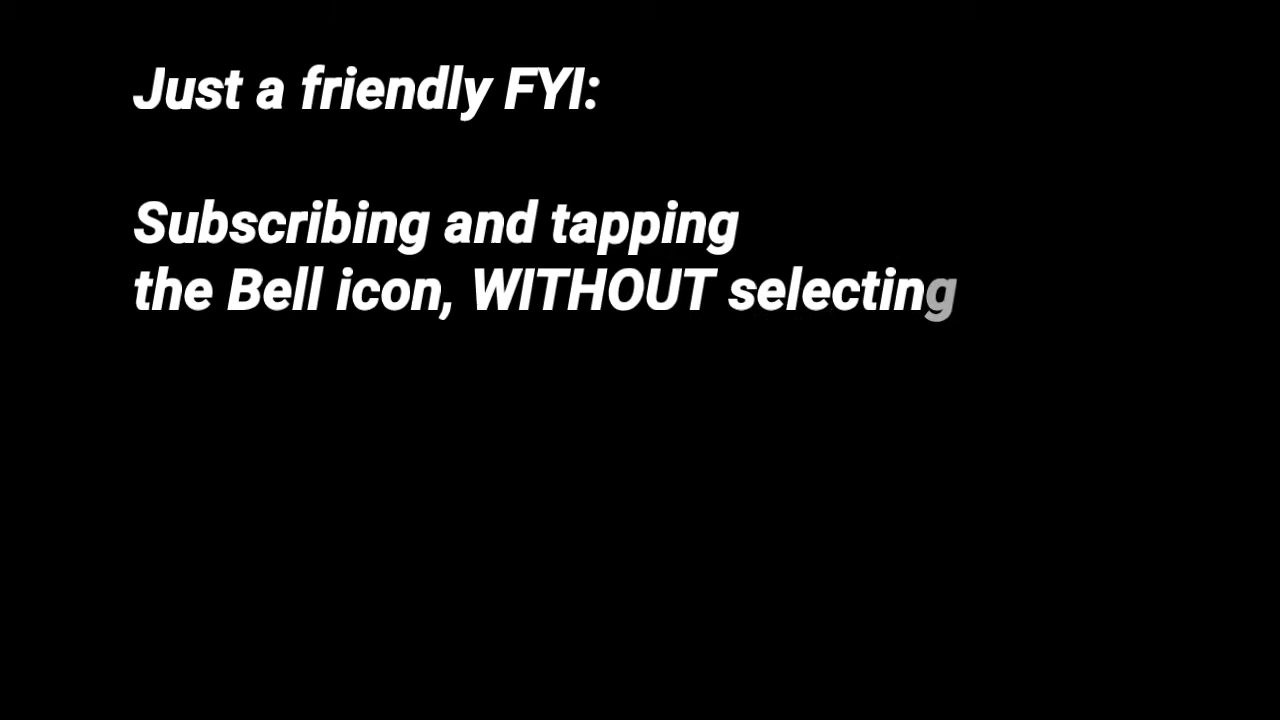 Just a friendly FYI:
Subscribing and tapping
the Bell icon, WITHOUT selecting